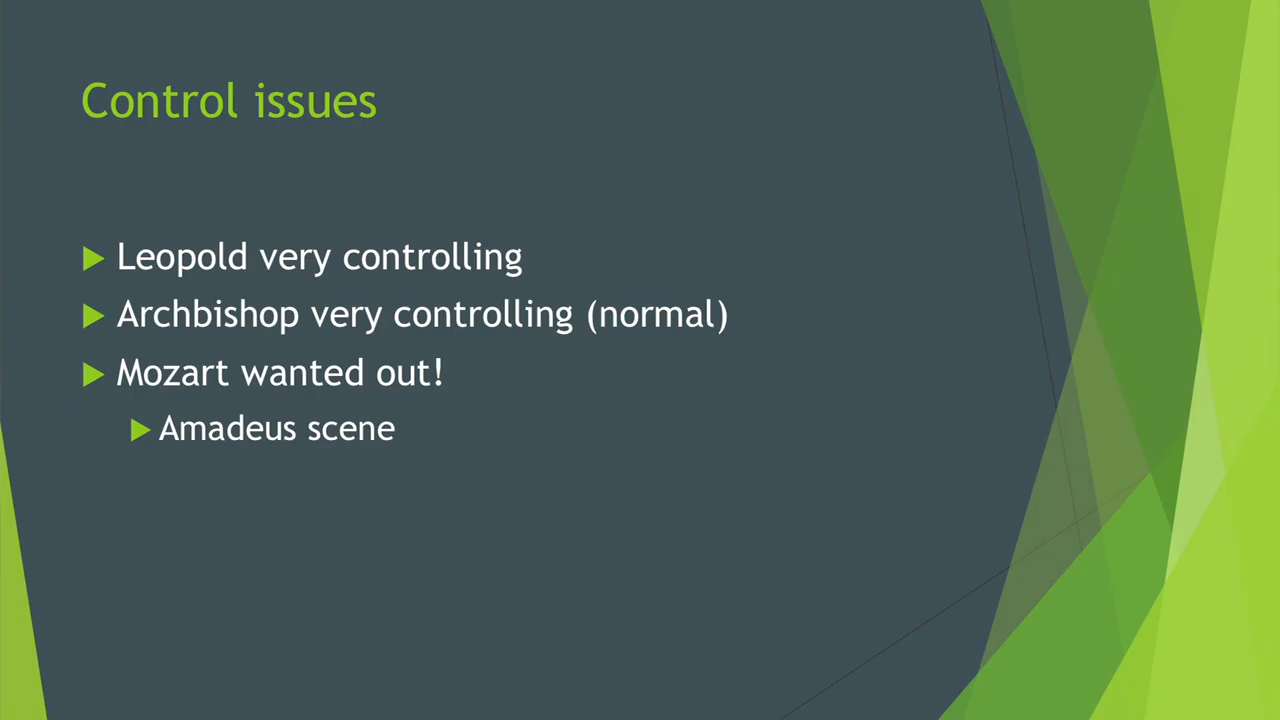 Control issues
Leopold very controlling
Archbishop very controlling (normal)
Mozart wanted out!
Amadeus scene